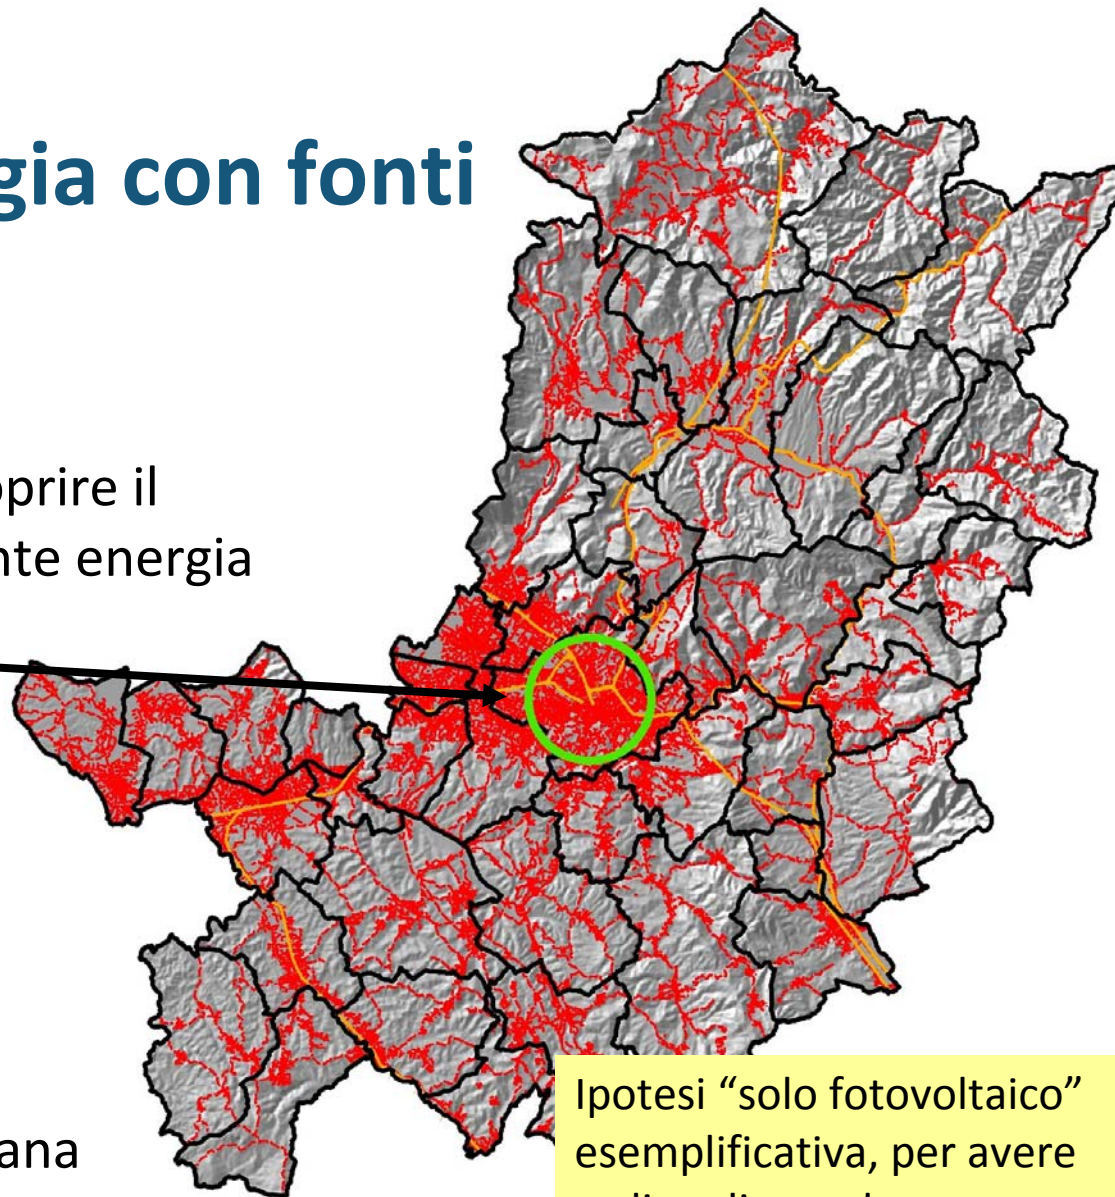 gia con fonti
oprire il
nte energia
ana
Ipotesi “solo fotovoltaico”
esemplificativa, per avere